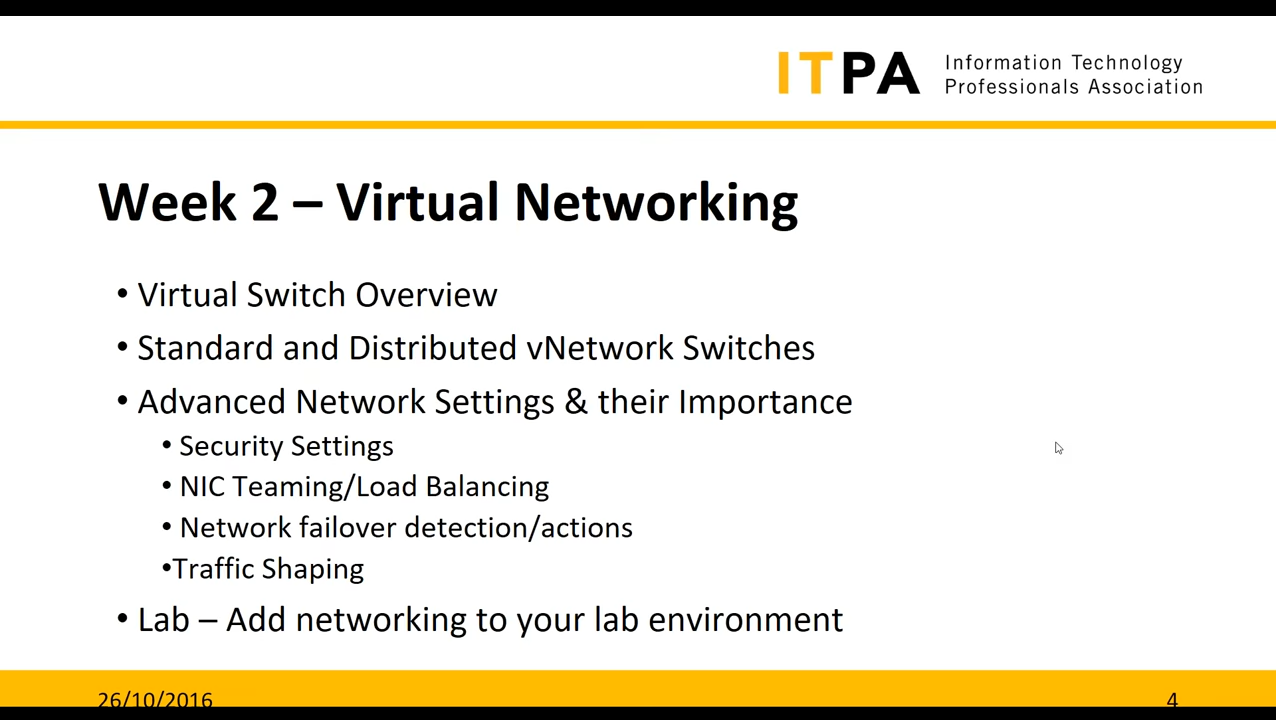 ITPA
Information Technology
Professionals Association
Week 2 – Virtual Networking
• Virtual Switch Overview
• Standard and Distributed vNetwork Switches
• Advanced Network Settings & their Importance
• Security Settings
• NIC Teaming/Load Balancing
• Network failover detection/actions
•Traffic Shaping
• Lab – Add networking to your lab environment
26/10/2016
4